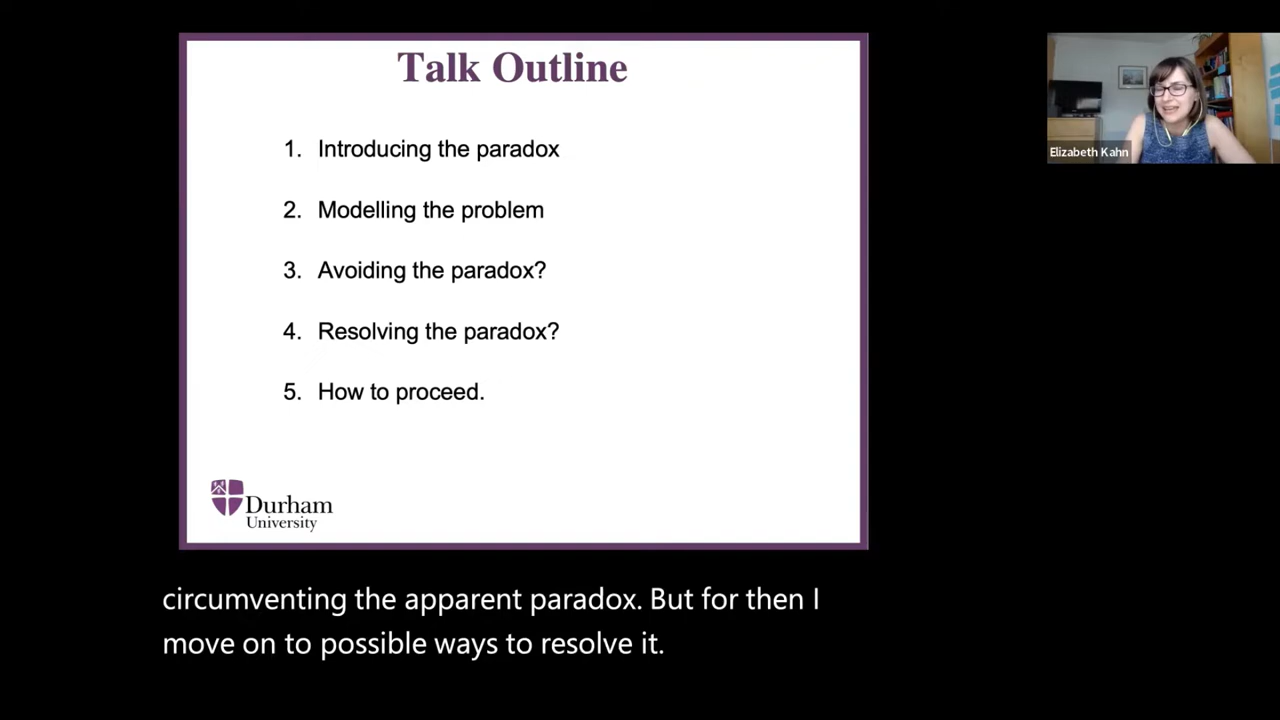 Talk Outline
1. Introducing the paradox
2. Modelling the problem
3. Avoiding the paradox?
4. Resolving the paradox?
5. How to proceed.
Durham
University
Elizabeth Kahn
circumventing the apparent paradox. But for then I
move on to possible ways to resolve it.